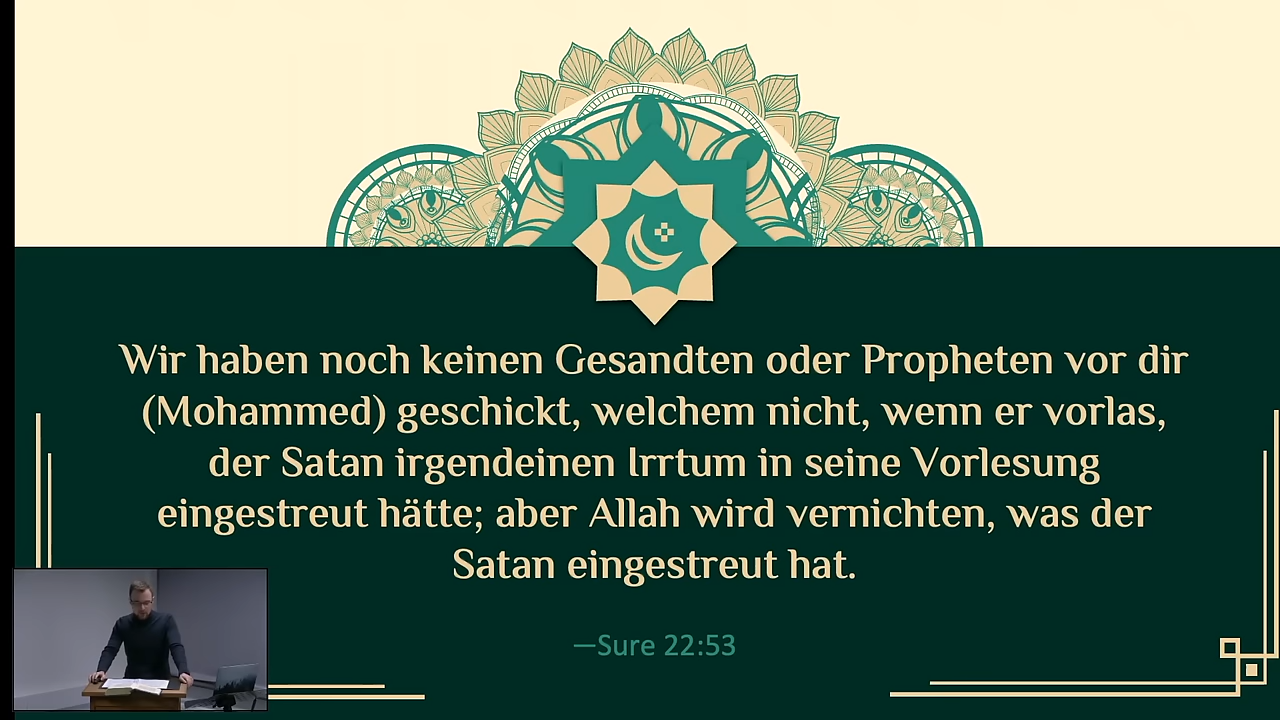 Wir haben noch keinen Gesandten oder Propheten vor dir
(Mohammed) geschickt, welchem nicht, wenn er vorlas,
der Satan irgendeinen Irrtum in seine Vorlesung
eingestreut hätte; aber Allah wird vernichten, was der
Satan eingestreut hat.
—Sure 22:53